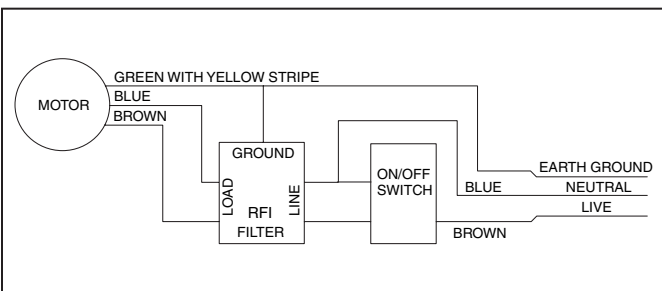 GREEN WITH YELLOW STRIPE
MOTOR
BLUE
BROWN
GROUND
LOAD
RFI
FILTER
LINE
ON/OFF
SWITCH
EARTH GROUND
BLUE
NEUTRAL
LIVE
BROWN